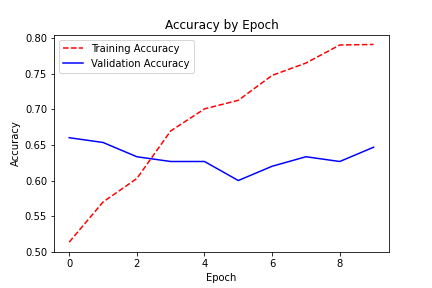 Accuracy by Epoch
Training Accuracy
Validation Accuracy
0.80
0.75
0.70
0.65
0.60
0.55
0.50
Accuracy
0 2 4 6 8
Epoch